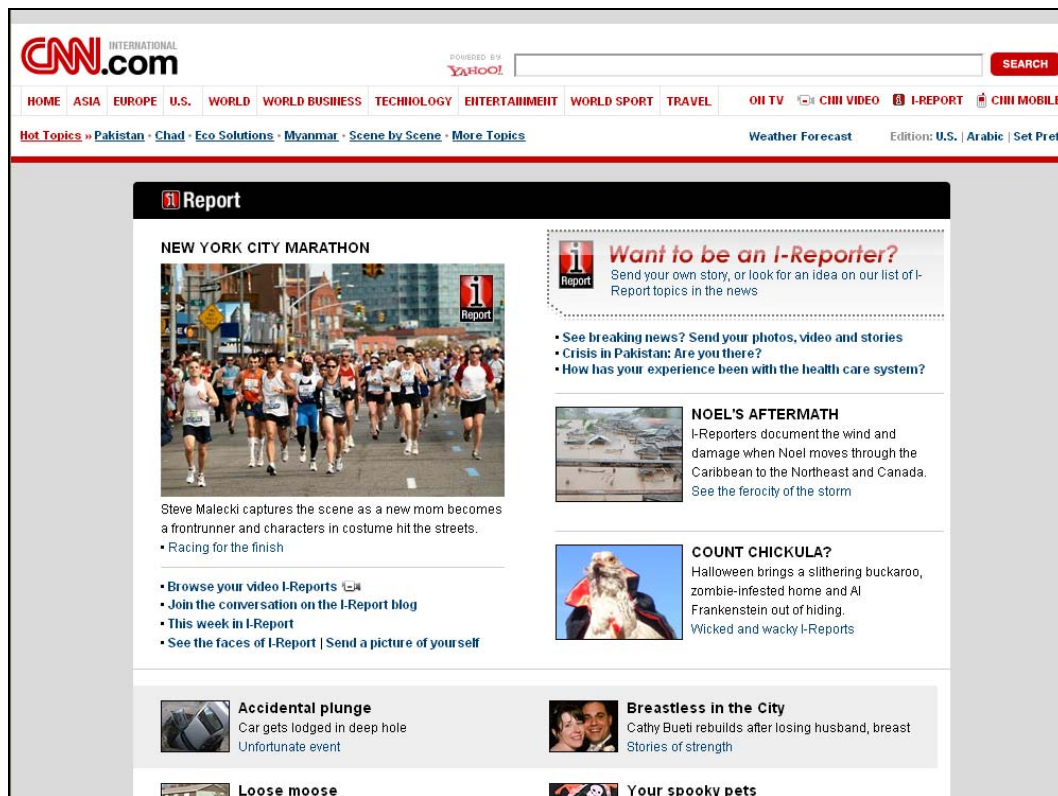 CNN.com INTERNATIONAL
POWERED BY
YAHOO!
SEARCH
HOME ASIA EUROPE U.S. WORLD WORLD BUSINESS TECHNOLOGY ENTERTAINMENT WORLD SPORT TRAVEL ON TV CNN VIDEO I-REPORT CNN MOBILE
Hot Topics » Pakistan • Chad • Eco Solutions • Myanmar • Scene by Scene • More Topics Weather Forecast Edition: U.S. | Arabic | Set Pref
i Report
NEW YORK CITY MARATHON
i Report
Steve Malecki captures the scene as a new mom becomes
a frontrunner and characters in costume hit the streets.
▪ Racing for the finish
▪ Browse your video I-Reports
▪ Join the conversation on the I-Report blog
▪ This week in I-Report
▪ See the faces of I-Report | Send a picture of yourself
i Report
Want to be an I-Reporter?
Send your own story, or look for an idea on our list of I-
Report topics in the news
▪ See breaking news? Send your photos, video and stories
▪ Crisis in Pakistan: Are you there?
▪ How has your experience been with the health care system?
NOEL'S AFTERMATH
I-Reporters document the wind and
damage when Noel moves through the
Caribbean to the Northeast and Canada.
See the ferocity of the storm
COUNT CHICKULA?
Halloween brings a slithering buckaroo,
zombie-infested home and Al
Frankenstein out of hiding.
Wicked and wacky I-Reports
Accidental plunge
Car gets lodged in deep hole
Unfortunate event
Breastless in the City
Cathy Bueti rebuilds after losing husband, breast
Stories of strength
Loose moose
Your spooky pets